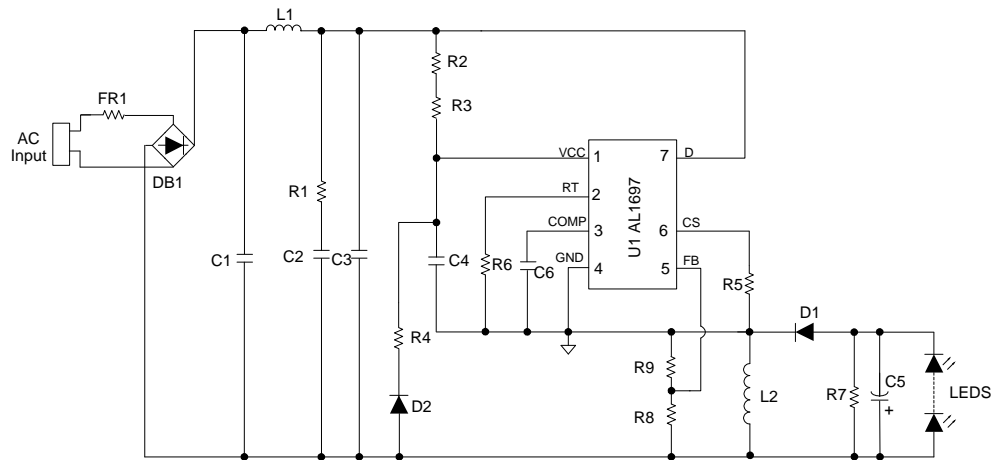 L1
R2
FR1
R3
AC
Input
DB1
VCC
1
7
D
R1
RT
2
U1 AL1697
COMP
3
6
CS
C1
C2
C3
C4
R6
C6
GND
4
5
FB
R5
R4
D1
R9
L2
R7
C5
LEDS
D2
R8
+